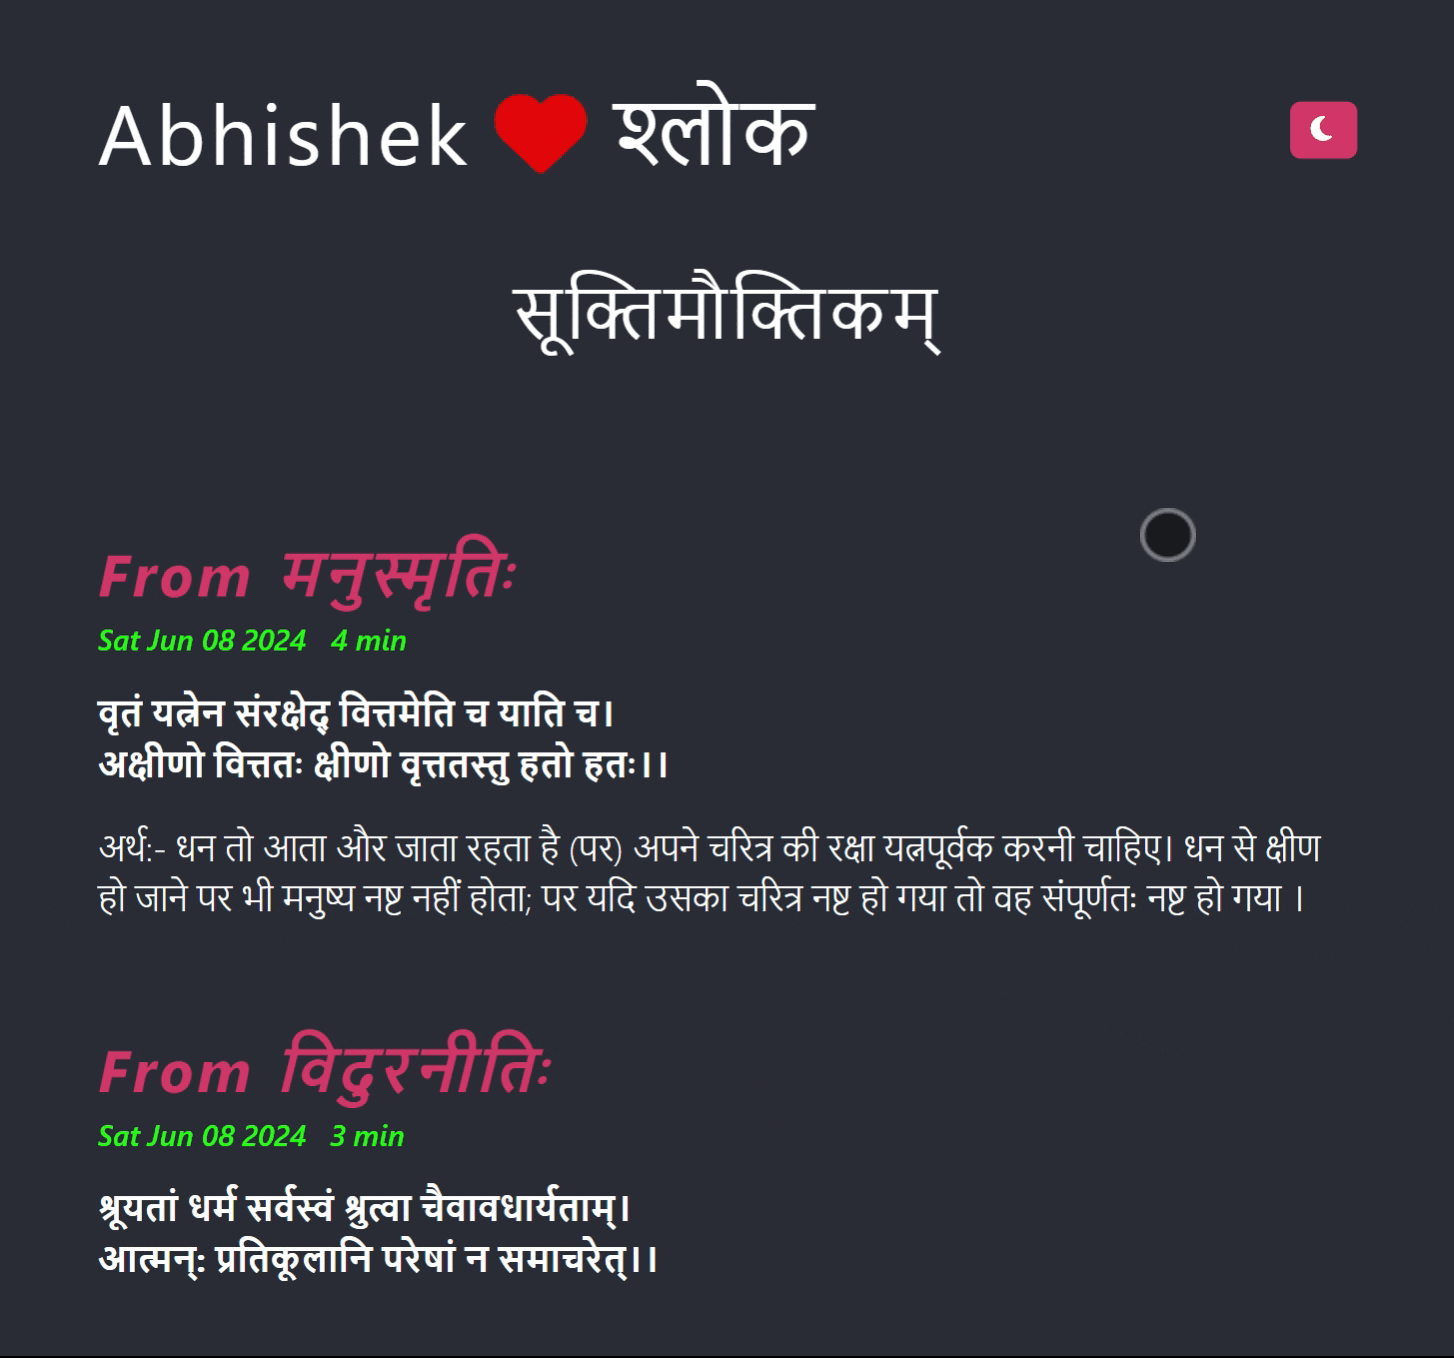 Abhishek ❤ श्लोक
सूक्तिमौक्तिकम्
From मनुस्मृतिः
Sat Jun 08 2024 4 min
वृतं यत्नेन संरक्षेद् वित्तमेति च याति च।
अक्षीणो वित्ततः क्षीणो वृत्ततस्तु हतो हतः।।
अर्थ:- धन तो आता और जाता रहता है (पर) अपने चरित्र की रक्षा यत्नपूर्वक करनी चाहिए। धन से क्षीण
हो जाने पर भी मनुष्य नष्ट नहीं होता; पर यदि उसका चरित्र नष्ट हो गया तो वह संपूर्णतः नष्ट हो गया ।
From विदुरनीतिः
Sat Jun 08 2024 3 min
श्रूयतां धर्म सर्वस्वं श्रुत्वा चैवावधार्यताम्।
आत्मन्: प्रतिकूलानि परेषां न समाचरेत्।।